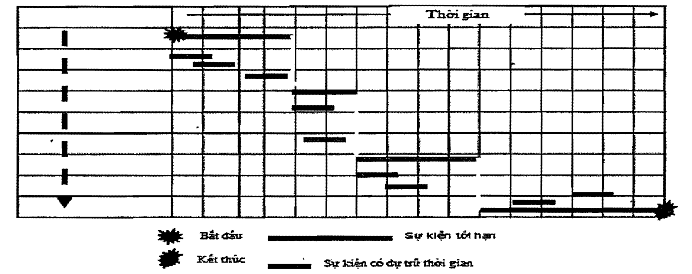 Thời gian
Bắt đầu
Sự kiện tới hạn
Kết thúc
Sự kiện có dự trữ thời gian